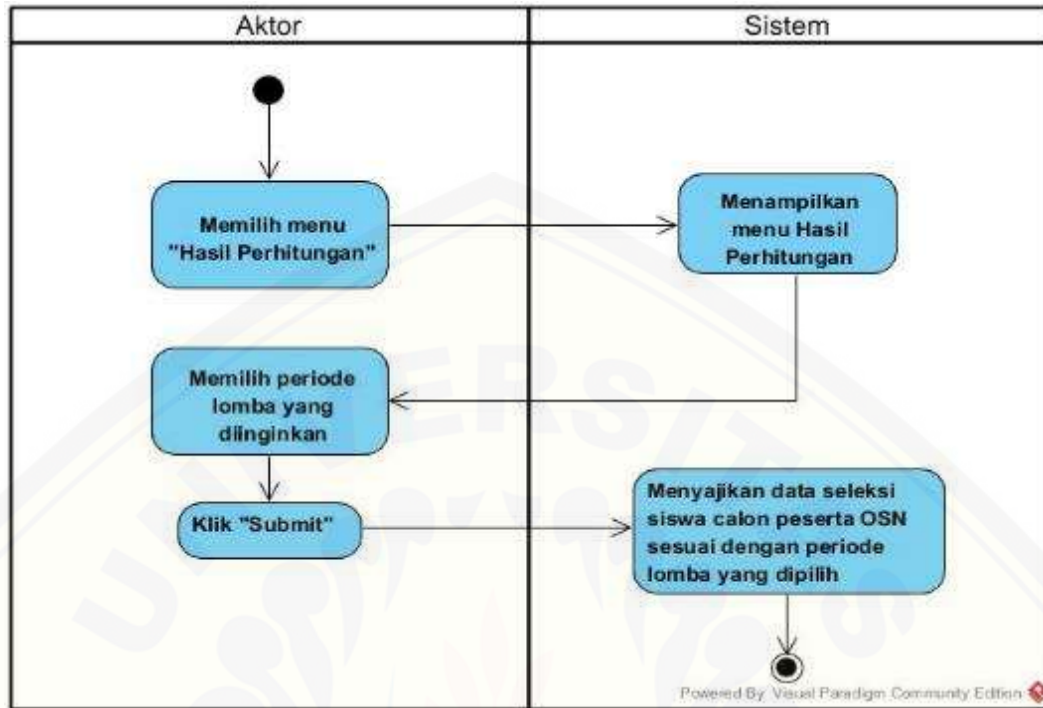 Aktor
Sistem
Memilih menu
"Hasil Perhitungan"
Menampilkan
menu Hasil
Perhitungan
Memilih periode
lomba yang
diinginkan
Klik "Submit"
Menyajikan data seleksi
siswa calon peserta OSN
sesuai dengan periode
lomba yang dipilih
UNIVERSITAS
Powered By Visual Paradigm Community Edition